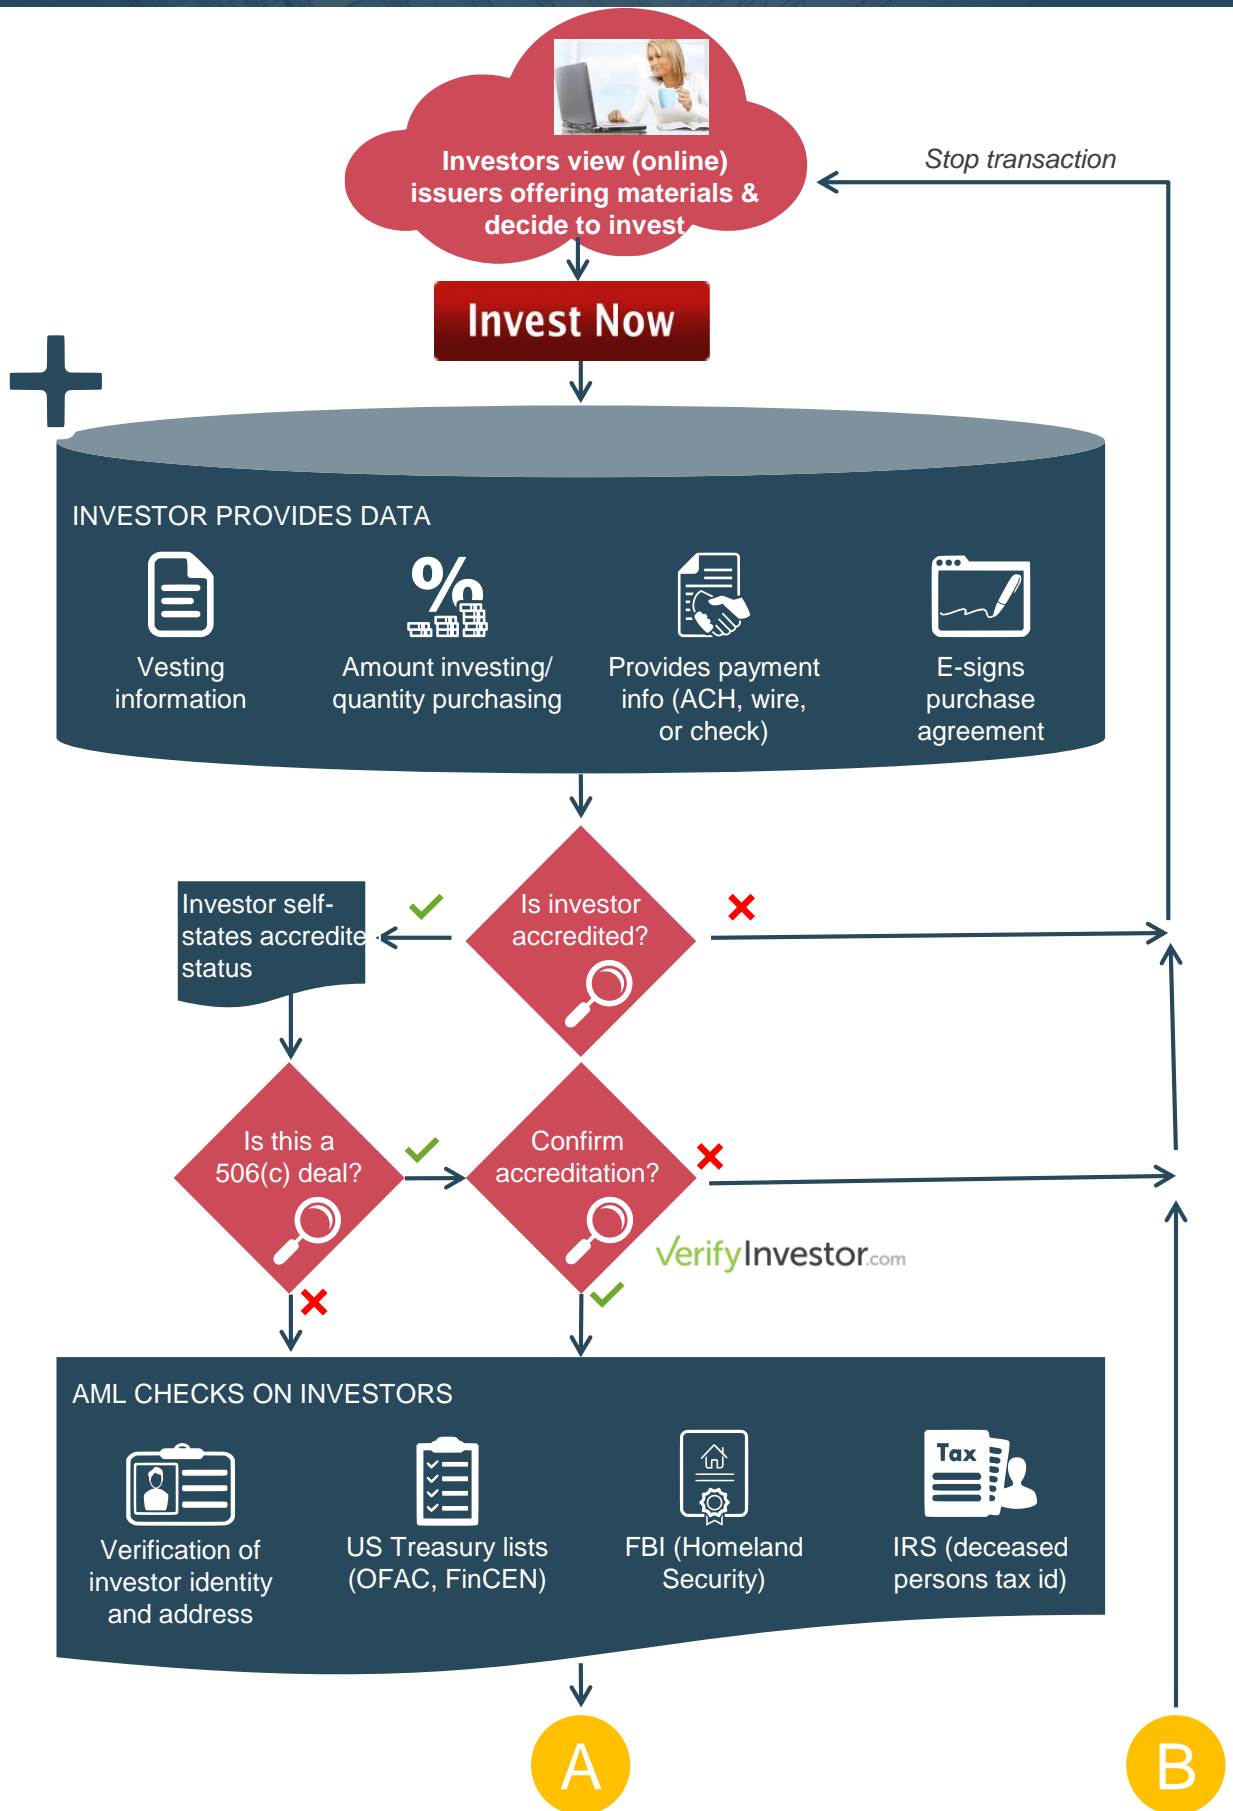 Investors view (online)
issuers offering materials &
decide to invest
Stop transaction
Invest Now
INVESTOR PROVIDES DATA
Vesting
information
Amount investing/
quantity purchasing
Provides payment
info (ACH, wire,
or check)
E-signs
purchase
agreement
Is investor
accredited?
Investor self-
states accredite
status
Is this a
506(c) deal?
Confirm
accreditation?
VerifyInvestor.com
AML CHECKS ON INVESTORS
Verification of
investor identity
and address
US Treasury lists
(OFAC, FinCEN)
FBI (Homeland
Security)
Tax
IRS (deceased
persons tax id)
A
B